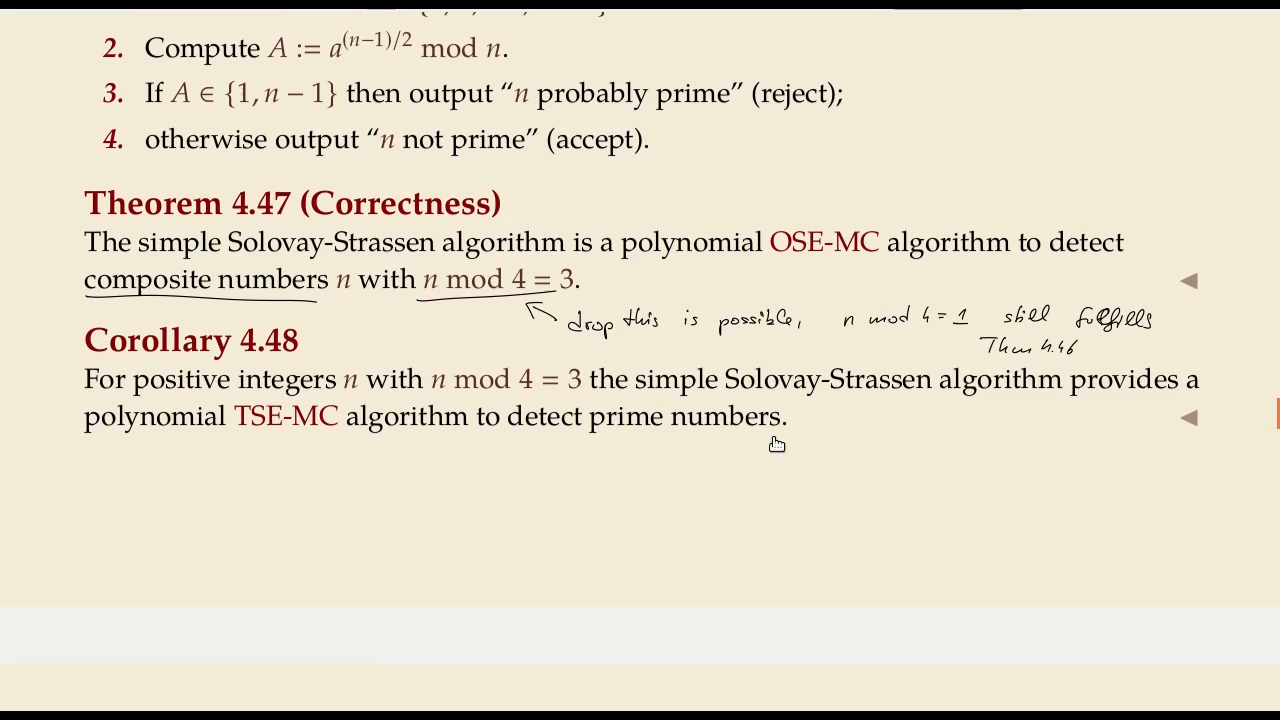 2. Compute A := a^{(n−1)/2} mod n.
3. If A ∈ {1, n − 1} then output “n probably prime” (reject);
4. otherwise output “n not prime” (accept).
Theorem 4.47 (Correctness)
The simple Solovay-Strassen algorithm is a polynomial OSE-MC algorithm to detect
composite numbers n with n mod 4 = 3.
drop this is possible, n mod 4 = 1 still fulfills
Thm 4.46
Corollary 4.48
For positive integers n with n mod 4 = 3 the simple Solovay-Strassen algorithm provides a
polynomial TSE-MC algorithm to detect prime numbers.